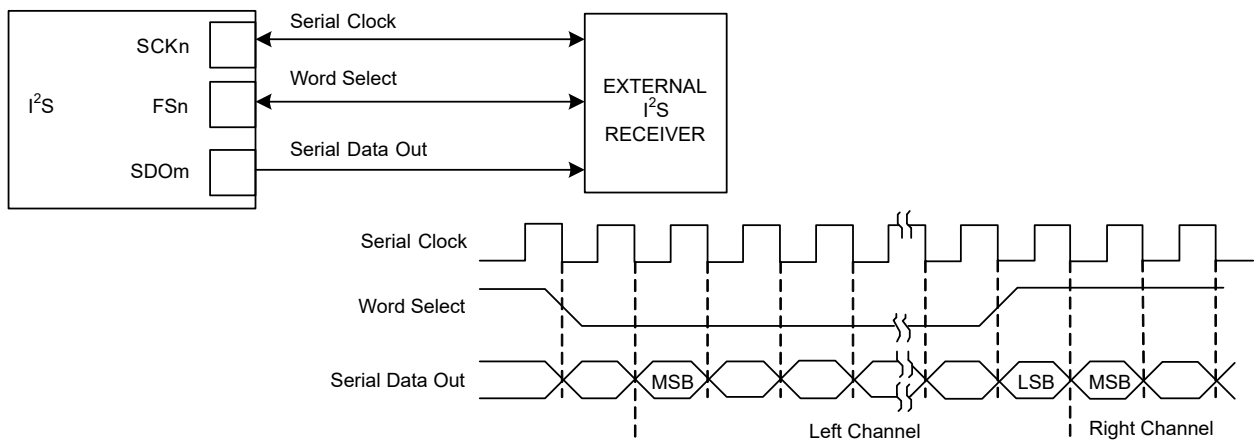 Serial Clock
SCKn
Word Select
I²S
FSn
EXTERNAL
I²S
RECEIVER
Serial Data Out
SDOm
Serial Clock
Word Select
Serial Data Out
MSB
LSB
MSB
Left Channel
Right Channel